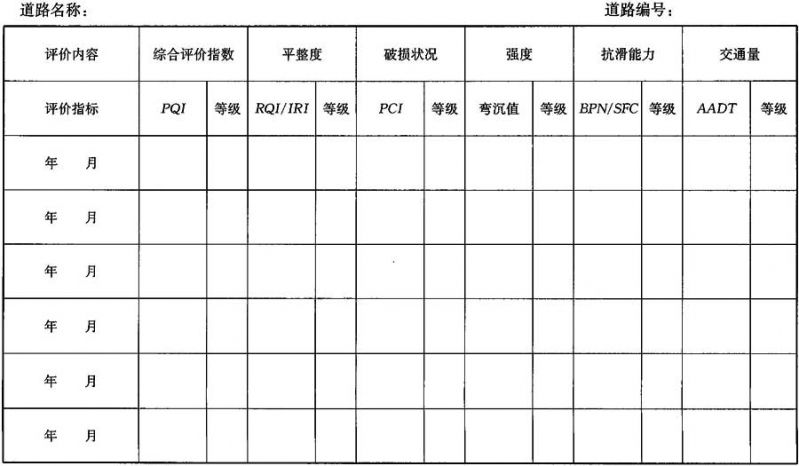 道路名称： 道路编号：
评价内容 综合评价指数 平整度 破损状况 强度 抗滑能力 交通量
评价指标 PQI 等级 RQI/IRI 等级 PCI 等级 弯沉值 等级 BPN/SFC 等级 AADT 等级
年 月
年 月
年 月
年 月
年 月
年 月